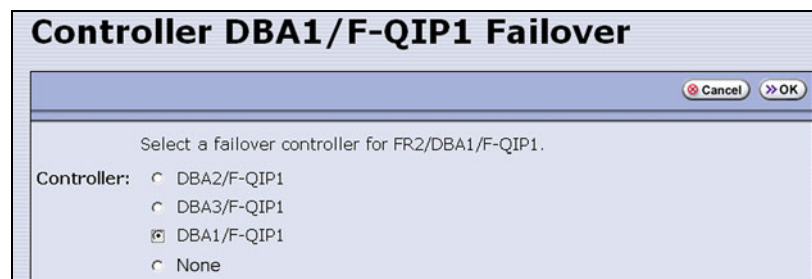 Controller DBA1/F-QIP1 Failover
Cancel OK
Select a failover controller for FR2/DBA1/F-QIP1.
Controller: DBA2/F-QIP1
DBA3/F-QIP1
DBA1/F-QIP1
None